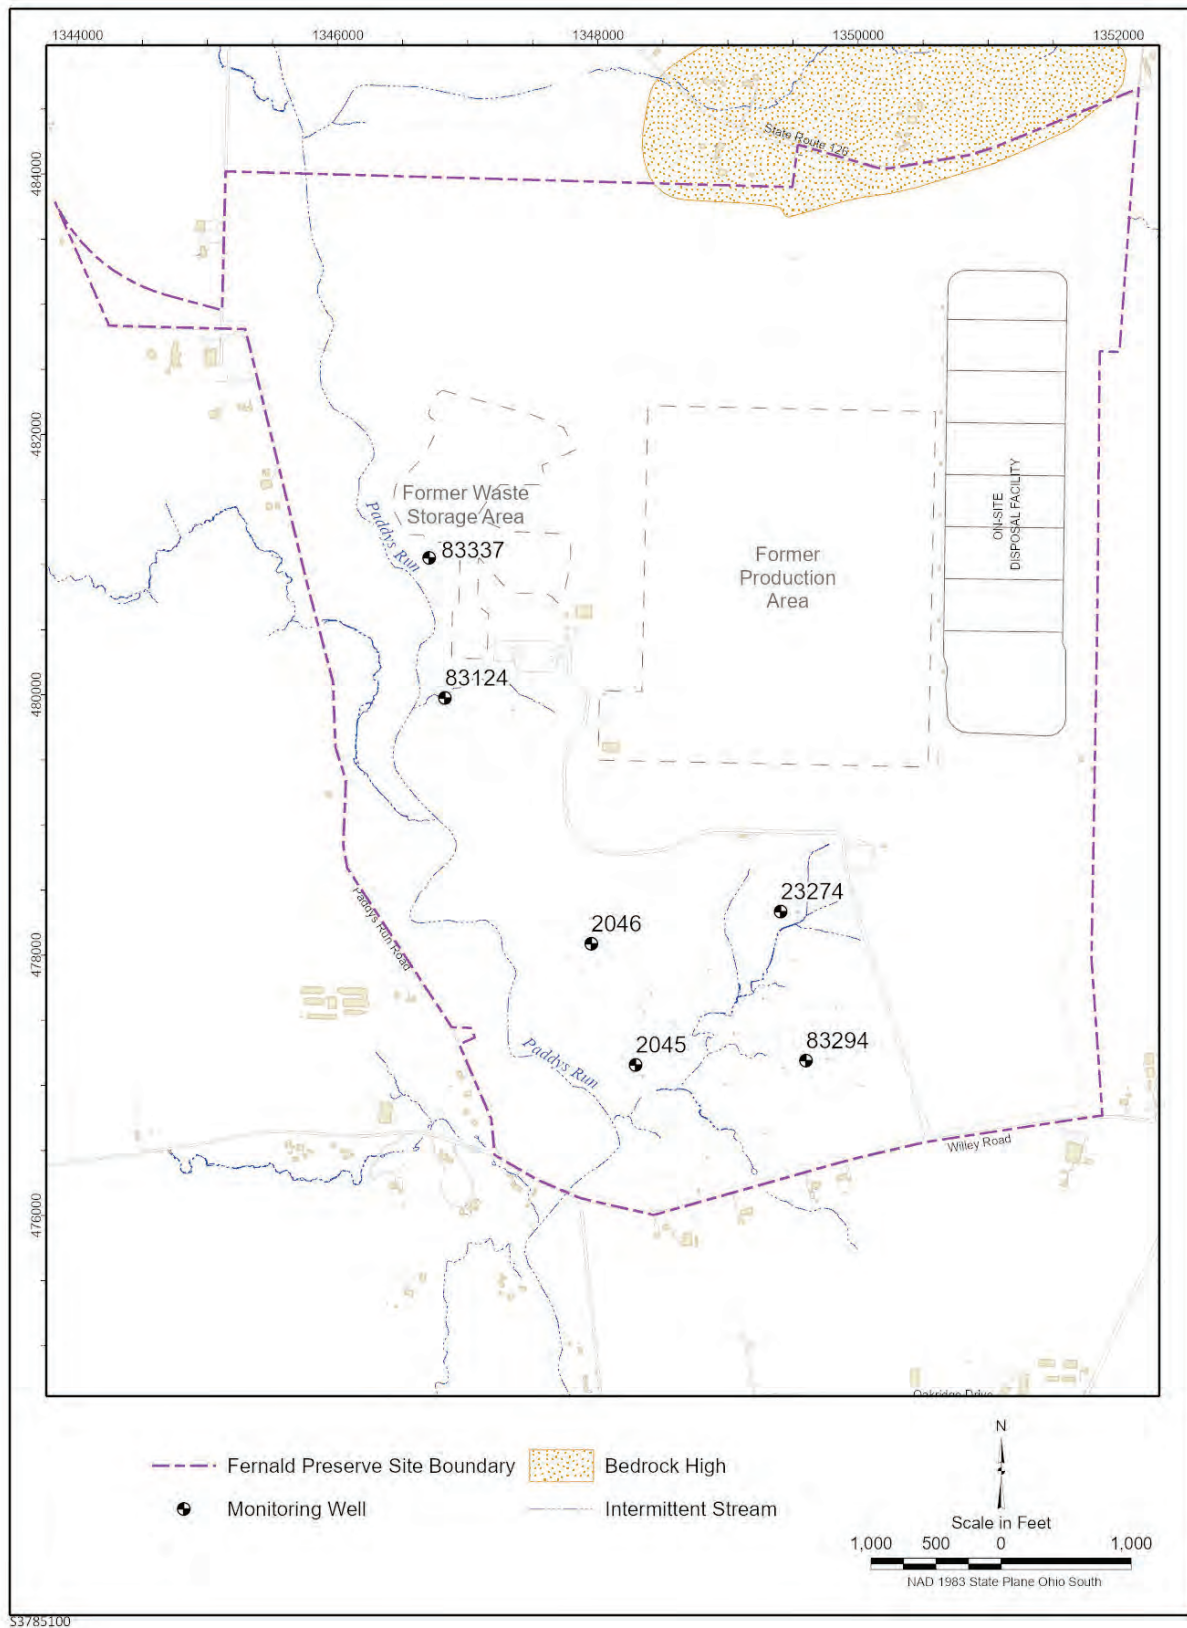 1344000 1346000 1348000 1350000 1352000
484000
482000
480000
478000
476000
State Route 126
Former Waste
Storage Area
Paddys Run
83337
Former
Production
Area
ON-SITE
DISPOSAL FACILITY
83124
23274
2046
Paddys Run Road
2045
83294
Paddys Run
Willey Road
Oakridge Drive
Fernald Preserve Site Boundary
Bedrock High
Monitoring Well
Intermittent Stream
N
Scale in Feet
1,000 500 0 1,000
NAD 1983 State Plane Ohio South
S3785100